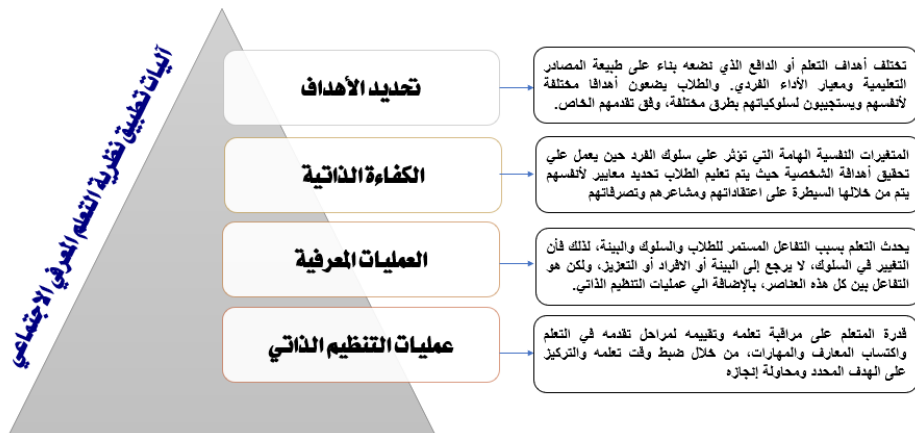 آليات تطبيق نظرية التعلم المعرفي الاجتماعي
تحديد الأهداف
تختلف أهداف التعلم أو الدافع الذي نضعه بناء على طبيعة المصادر
التعليمية ومعيار الأداء الفردي. والطلاب يضعون أهدافا مختلفة
لأنفسهم ويستجيبون لسلوكياتهم بطرق مختلفة، وفق تقدمهم الخاص.
الكفاءة الذاتية
المتغيرات النفسية الهامة التي تؤثر علي سلوك الفرد حين يعمل علي
تحقيق أهدافة الشخصية حيث يتم تعليم الطلاب تحديد معايير لأنفسهم
يتم من خلالها السيطرة على اعتقاداتهم ومشاعرهم وتصرفاتهم
العمليات المعرفية
يحدث التعلم بسبب التفاعل المستمر للطلاب والسلوك والبيئة، لذلك فأن
التغيير في السلوك، لا يرجع إلى البيئة أو الافراد أو التعزيز، ولكن هو
التفاعل بين كل هذه العناصر، بالإضافة الي عمليات التنظيم الذاتي.
عمليات التنظيم الذاتي
قدرة المتعلم على مراقبة تعلمه وتقييمه لمراحل تقدمه في التعلم
واكتساب المعارف والمهارات، من خلال ضبط وقت تعلمه والتركيز
على الهدف المحدد ومحاولة إنجازه